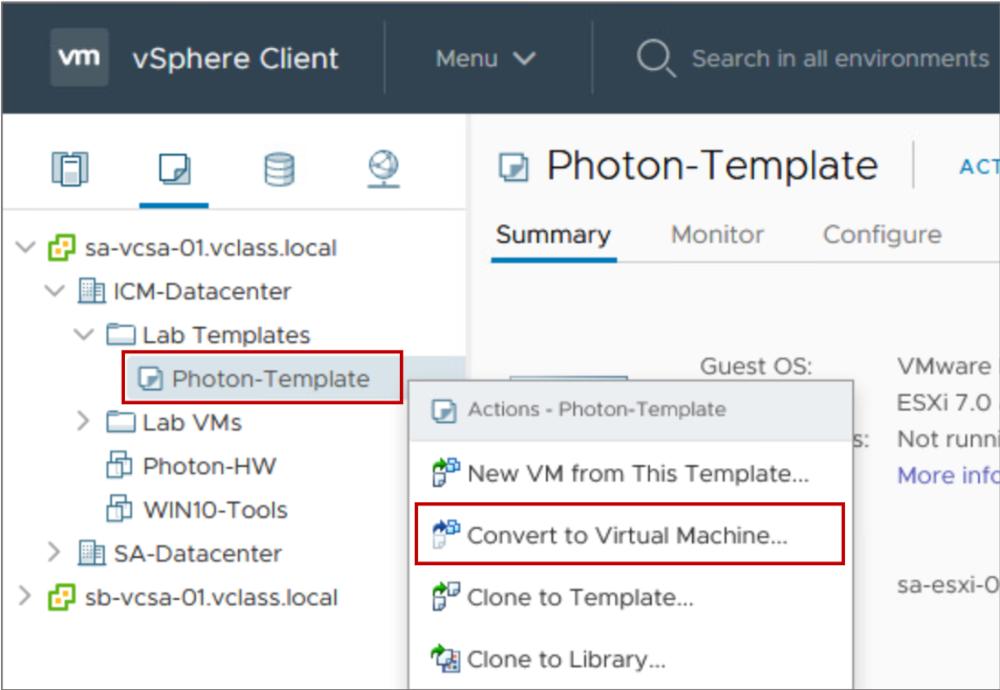 vm vSphere Client Menu Search in all environments
Photon-Template
Summary Monitor Configure
sa-vcsa-01.vclass.local
ICM-Datacenter
Lab Templates
Photon-Template
Lab VMs
Photon-HW
WIN10-Tools
SA-Datacenter
sb-vcsa-01.vclass.local
Guest OS: VMware
ESXi 7.0
Not runni
More info
sa-esxi-0
Actions - Photon-Template
New VM from This Template...
Convert to Virtual Machine...
Clone to Template...
Clone to Library...